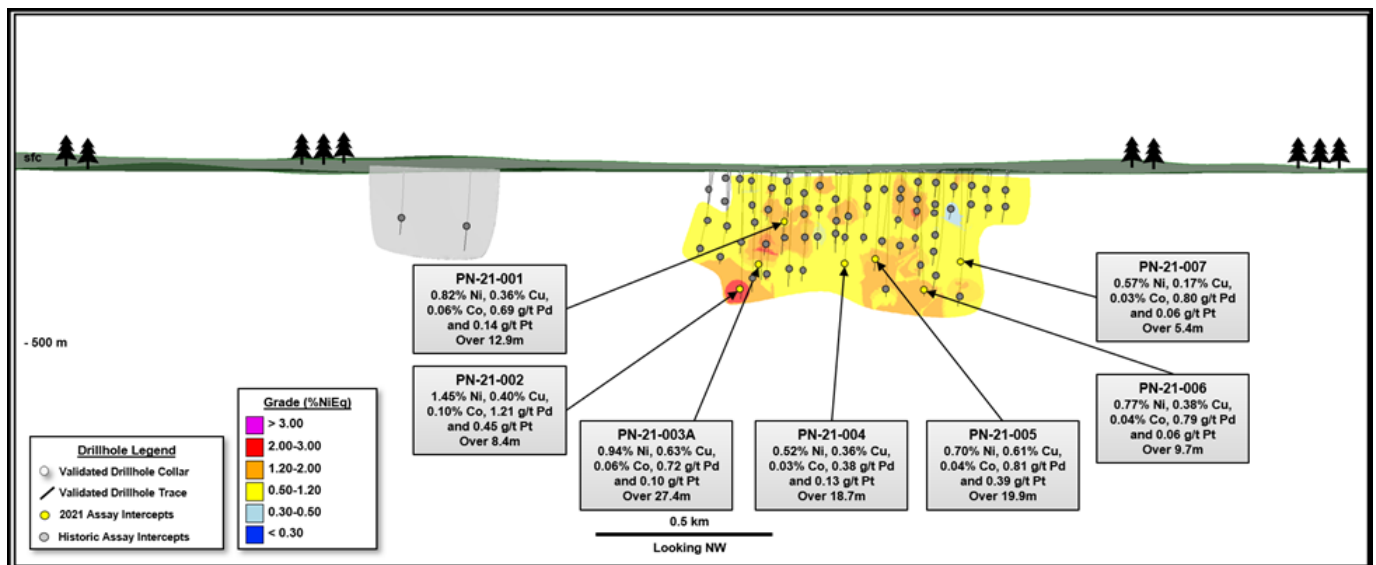 sfc
- 500 m
PN-21-001
0.82% Ni, 0.36% Cu,
0.06% Co, 0.69 g/t Pd
and 0.14 g/t Pt
Over 12.9m
PN-21-002
1.45% Ni, 0.40% Cu,
0.10% Co, 1.21 g/t Pd
and 0.45 g/t Pt
Over 8.4m
PN-21-003A
0.94% Ni, 0.63% Cu,
0.06% Co, 0.72 g/t Pd
and 0.10 g/t Pt
Over 27.4m
PN-21-004
0.52% Ni, 0.36% Cu,
0.03% Co, 0.38 g/t Pd
and 0.13 g/t Pt
Over 18.7m
PN-21-005
0.70% Ni, 0.61% Cu,
0.04% Co, 0.81 g/t Pd
and 0.39 g/t Pt
Over 19.9m
PN-21-007
0.57% Ni, 0.17% Cu,
0.03% Co, 0.80 g/t Pd
and 0.06 g/t Pt
Over 5.4m
PN-21-006
0.77% Ni, 0.38% Cu,
0.04% Co, 0.79 g/t Pd
and 0.06 g/t Pt
Over 9.7m
Drillhole Legend
Validated Drillhole Collar
Validated Drillhole Trace
2021 Assay Intercepts
Historic Assay Intercepts
Grade (%NiEq)
> 3.00
2.00-3.00
1.20-2.00
0.50-1.20
0.30-0.50
< 0.30
0.5 km
Looking NW